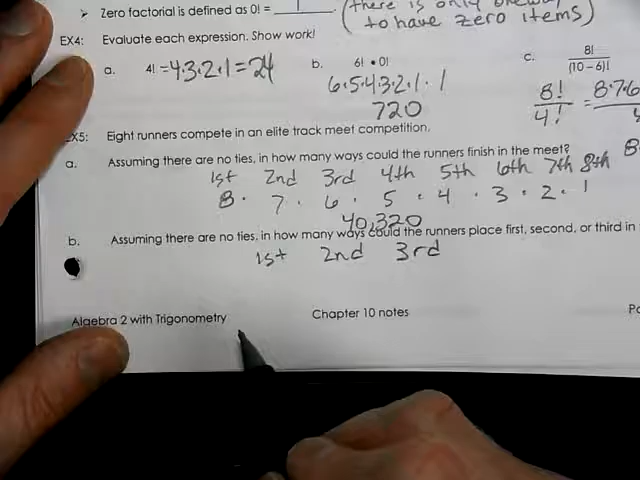 ➢ Zero factorial is defined as 0! = 1 (there is only one way
to have zero items)
EX4: Evaluate each expression. Show work!
a. 4! = 4·3·2·1 = 24
b. 6! • 0!
6·5·4·3·2·1·1
720
c. 8!
(10 – 6)!
8!/4! = 8·7·6
EX5: Eight runners compete in an elite track meet competition.
a. Assuming there are no ties, in how many ways could the runners finish in the meet?
1st 2nd 3rd 4th 5th 6th 7th 8th
8 · 7 · 6 · 5 · 4 · 3 · 2 · 1
40,320
b. Assuming there are no ties, in how many ways could the runners place first, second, or third in
1st 2nd 3rd
Algebra 2 with Trigonometry Chapter 10 notes